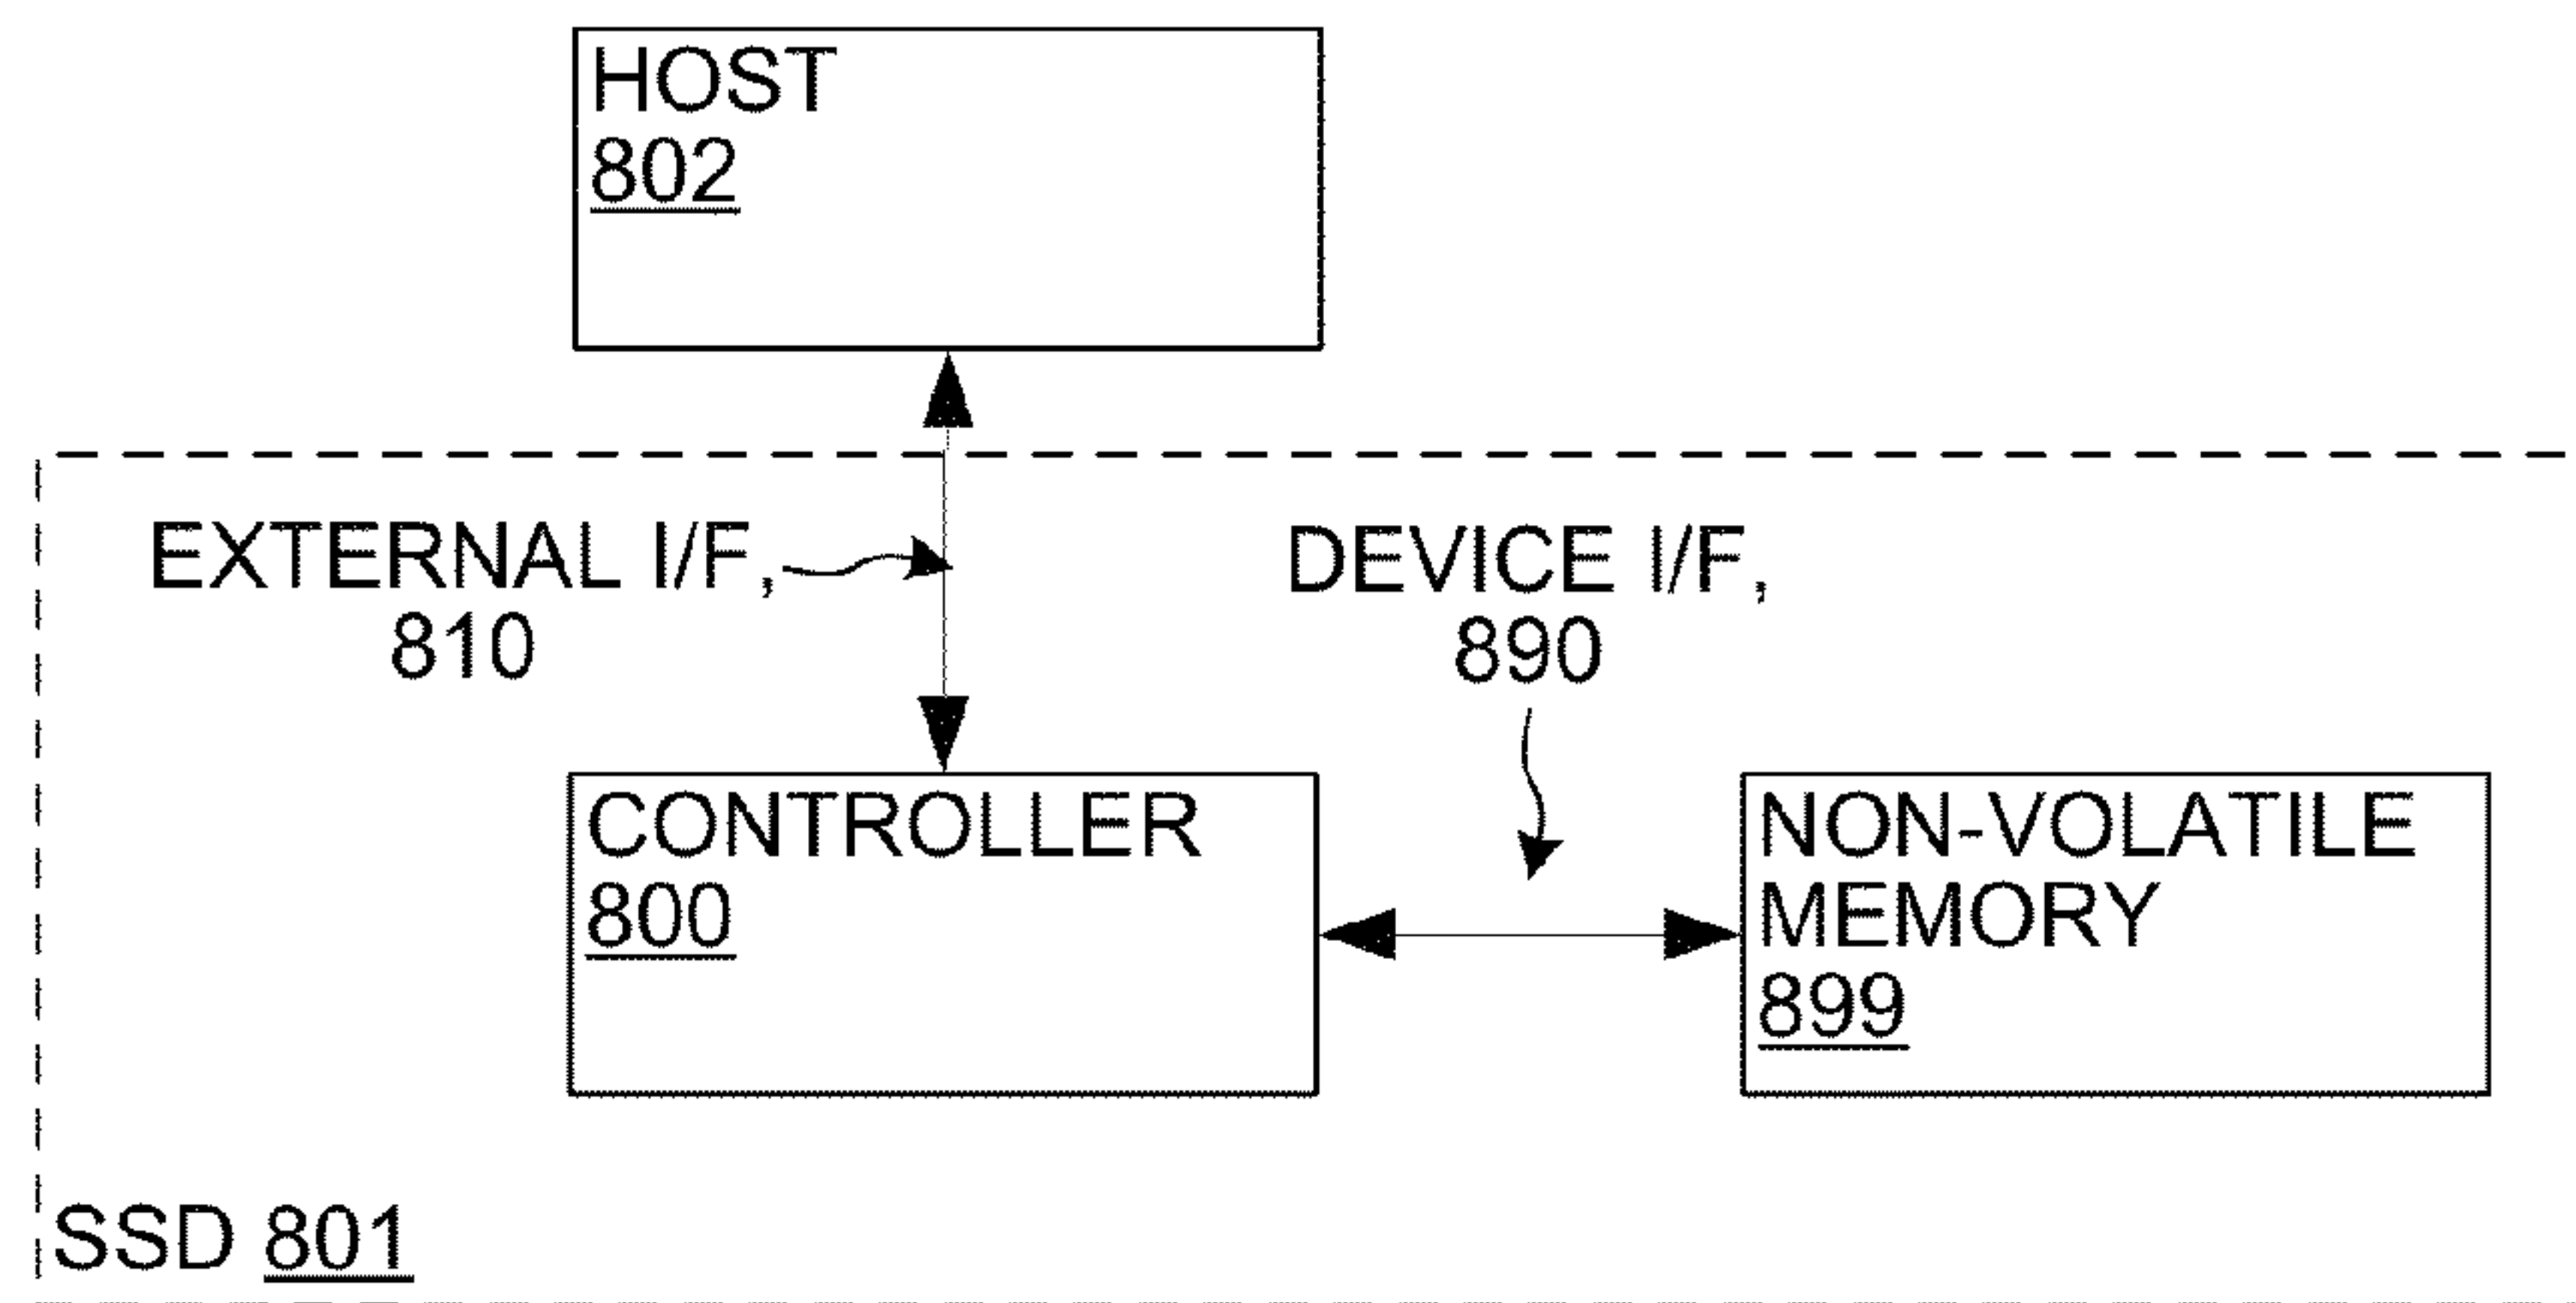 HOST
802
EXTERNAL I/F,
810
DEVICE I/F,
890
CONTROLLER
800
NON-VOLATILE
MEMORY
899
SSD 801